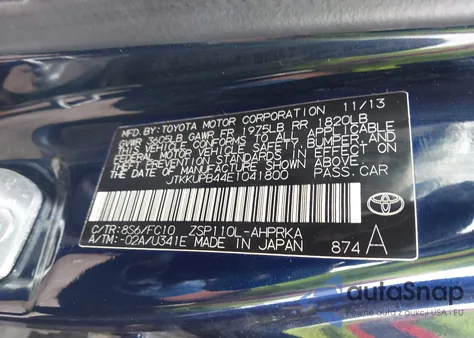 MFD. BY: TOYOTA MOTOR CORPORATION 11/13
GVWR 3605LB GAWR FR 1975LB RR 1820LB
THIS VEHICLE CONFORMS TO ALL APPLICABLE
FEDERAL MOTOR VEHICLE SAFETY, BUMPER, AND
THEFT PREVENTION STANDARDS IN EFFECT ON
THE DATE OF MANUFACTURE SHOWN ABOVE.
JTKKUPB44E1041800 PASS. CAR
C/TR: 8S6/FC10 ZSP110L-AHPRKA
A/TM: -02A/U341E MADE IN JAPAN 874 A
autoSnap